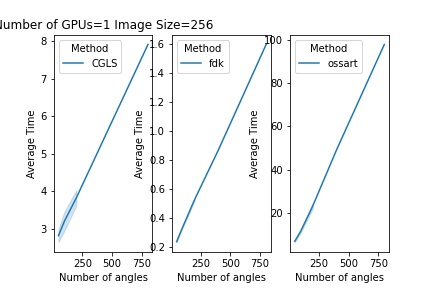 Number of GPUs=1 Image Size=256
Method
CGLS
8
7
6
5
4
3
Average Time
250 500 750
Number of angles
Method
fdk
1.6
1.4
1.2
1.0
0.8
0.6
0.4
0.2
Average Time
250 500 750
Number of angles
Method
ossart
100
80
60
40
20
Average Time
250 500 750
Number of angles